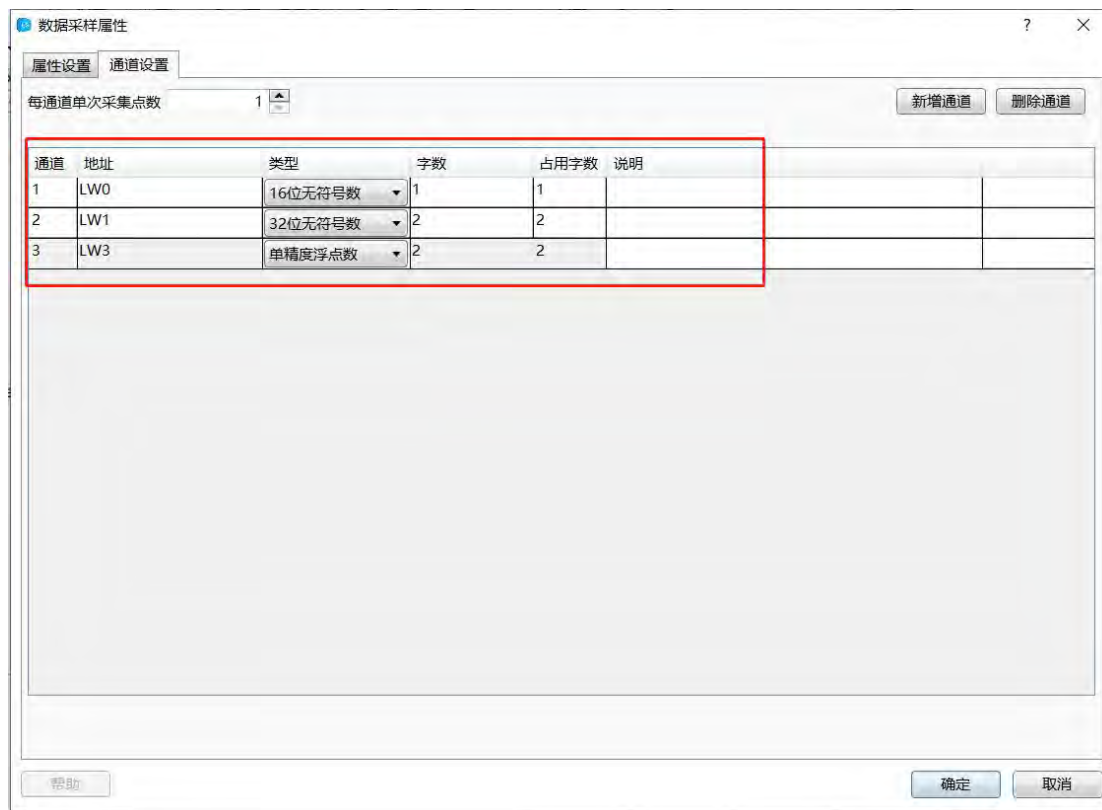 数据采样属性 ? ×
属性设置 通道设置
每通道单次采集点数 1 新增通道 删除通道
通道 地址 类型 字数 占用字数 说明
1 LW0 16位无符号数 1 1
2 LW1 32位无符号数 2 2
3 LW3 单精度浮点数 2 2
帮助 确定 取消